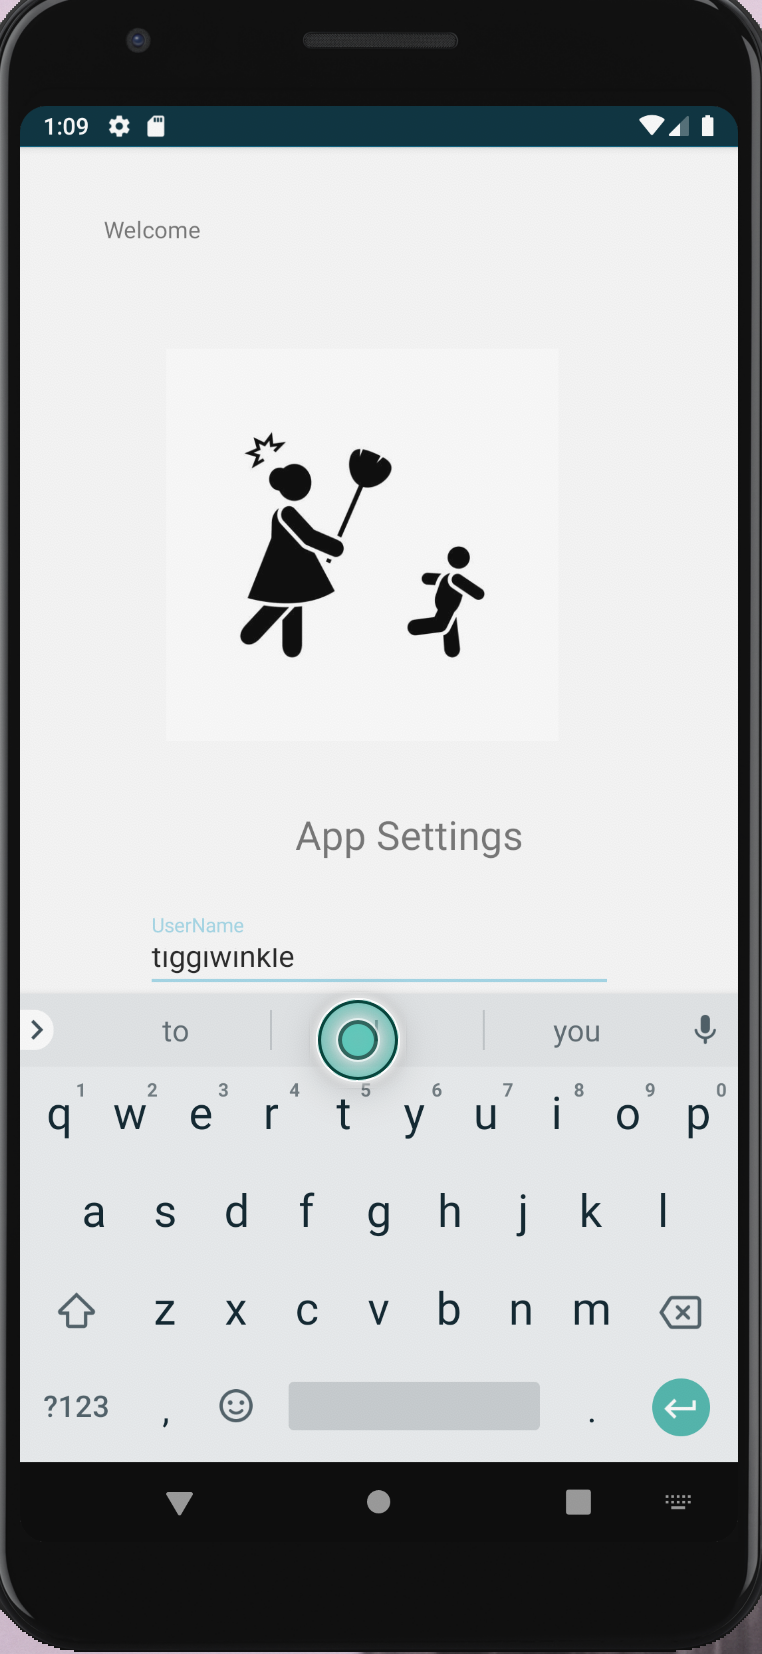 1:09
Welcome
App Settings
UserName
tiggiwinkle
to
you
1 2 3 4 5 6 7 8 9 0
q w e r t y u i o p
a s d f g h j k l
z x c v b n m
?123 , .